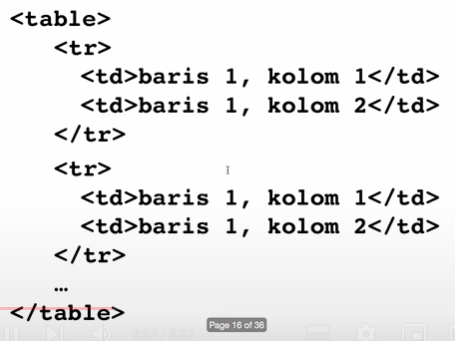 <table>
<tr>
<td>baris 1, kolom 1</td>
<td>baris 1, kolom 2</td>
</tr>
<tr>
<td>baris 1, kolom 1</td>
<td>baris 1, kolom 2</td>
</tr>
…
</table>
Page 16 of 36